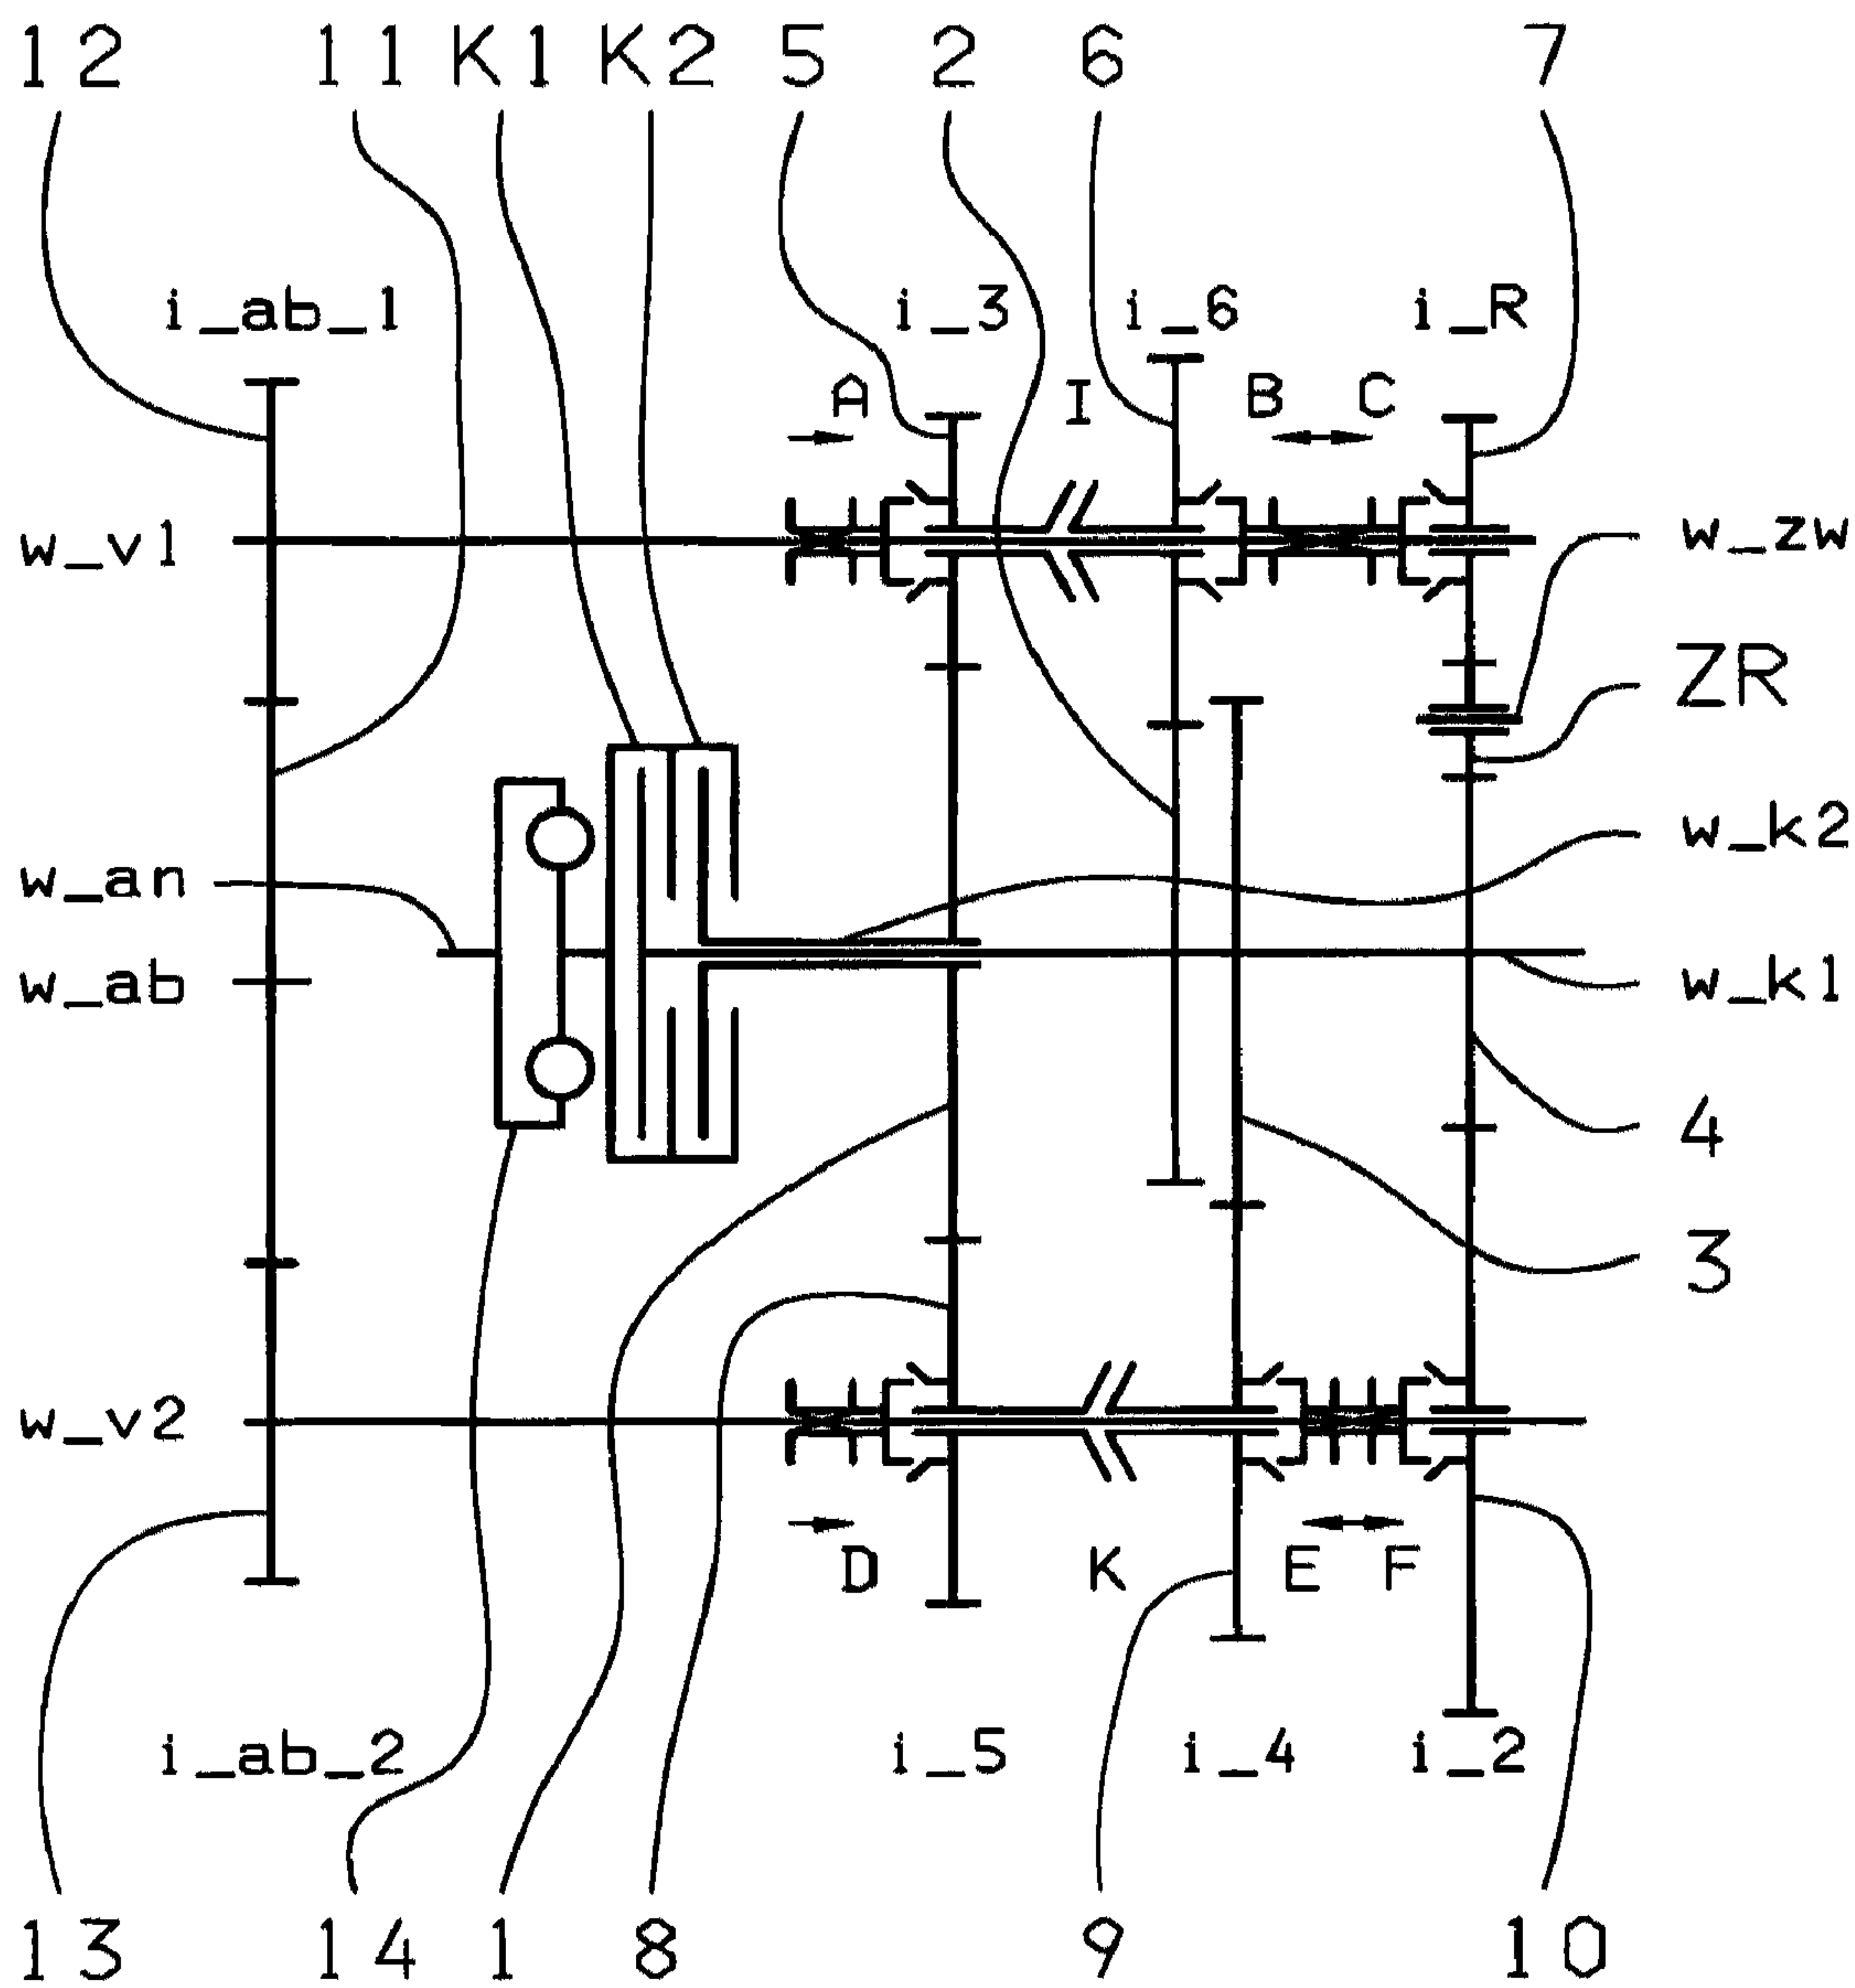 12 11 K1 K2 5 2 6 7
i_ab_1 i_3 i_6 i_R
A I B C
w_v1 w_zw
ZR
w_k2
w_an
w_ab w_k1
4
3
w_v2
D K E F
i_ab_2 i_5 i_4 i_2
13 14 1 8 9 10